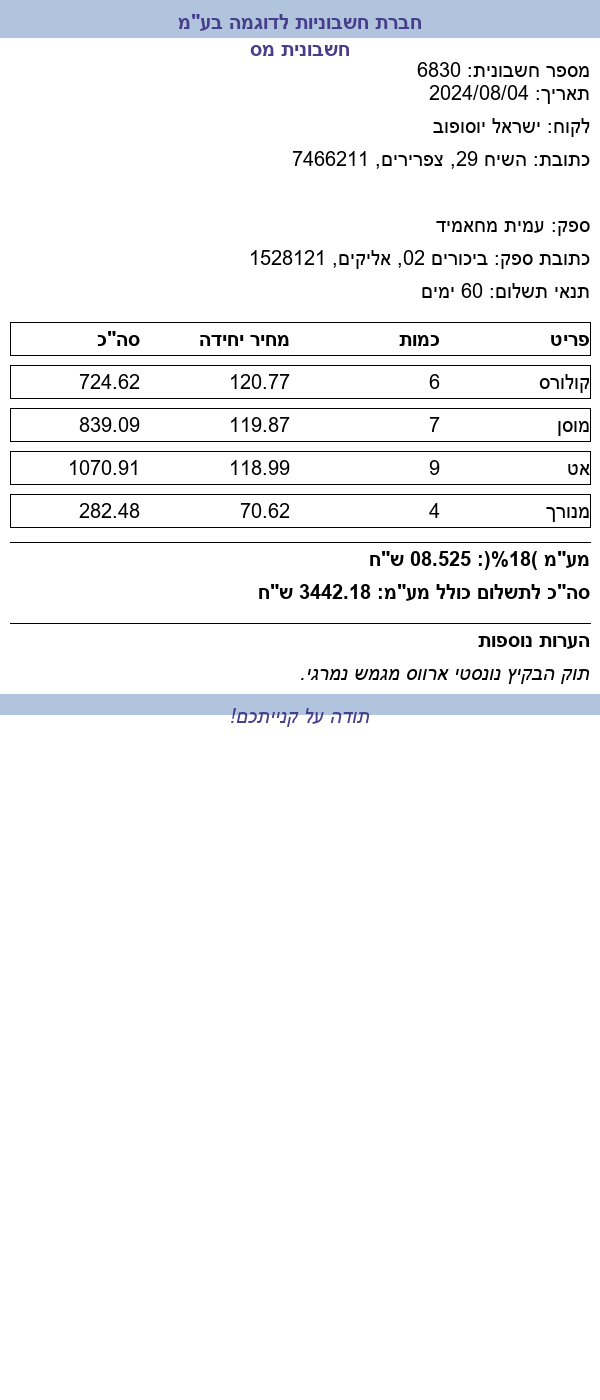 חברת חשבוניות לדוגמה בע"מ
חשבונית מס
מספר חשבונית: 6830
תאריך: 2024/08/04
לקוח: ישראל יוסופוב
כתובת: השיח 29, צפרירים, 7466211
ספק: עמית מחאמיד
כתובת ספק: ביכורים 02, אליקים, 1528121
תנאי תשלום: 60 ימים
פריט כמות מחיר יחידה סה"כ
קולורס 6 120.77 724.62
מוסן 7 119.87 839.09
אט 9 118.99 1070.91
מנורך 4 70.62 282.48
מע"מ )18%(: 08.525 ש"ח
סה"כ לתשלום כולל מע"מ: 3442.18 ש"ח
הערות נוספות
תוק הבקיץ נונסטי ארווס מגמש נמרגי.
תודה על קנייתכם!